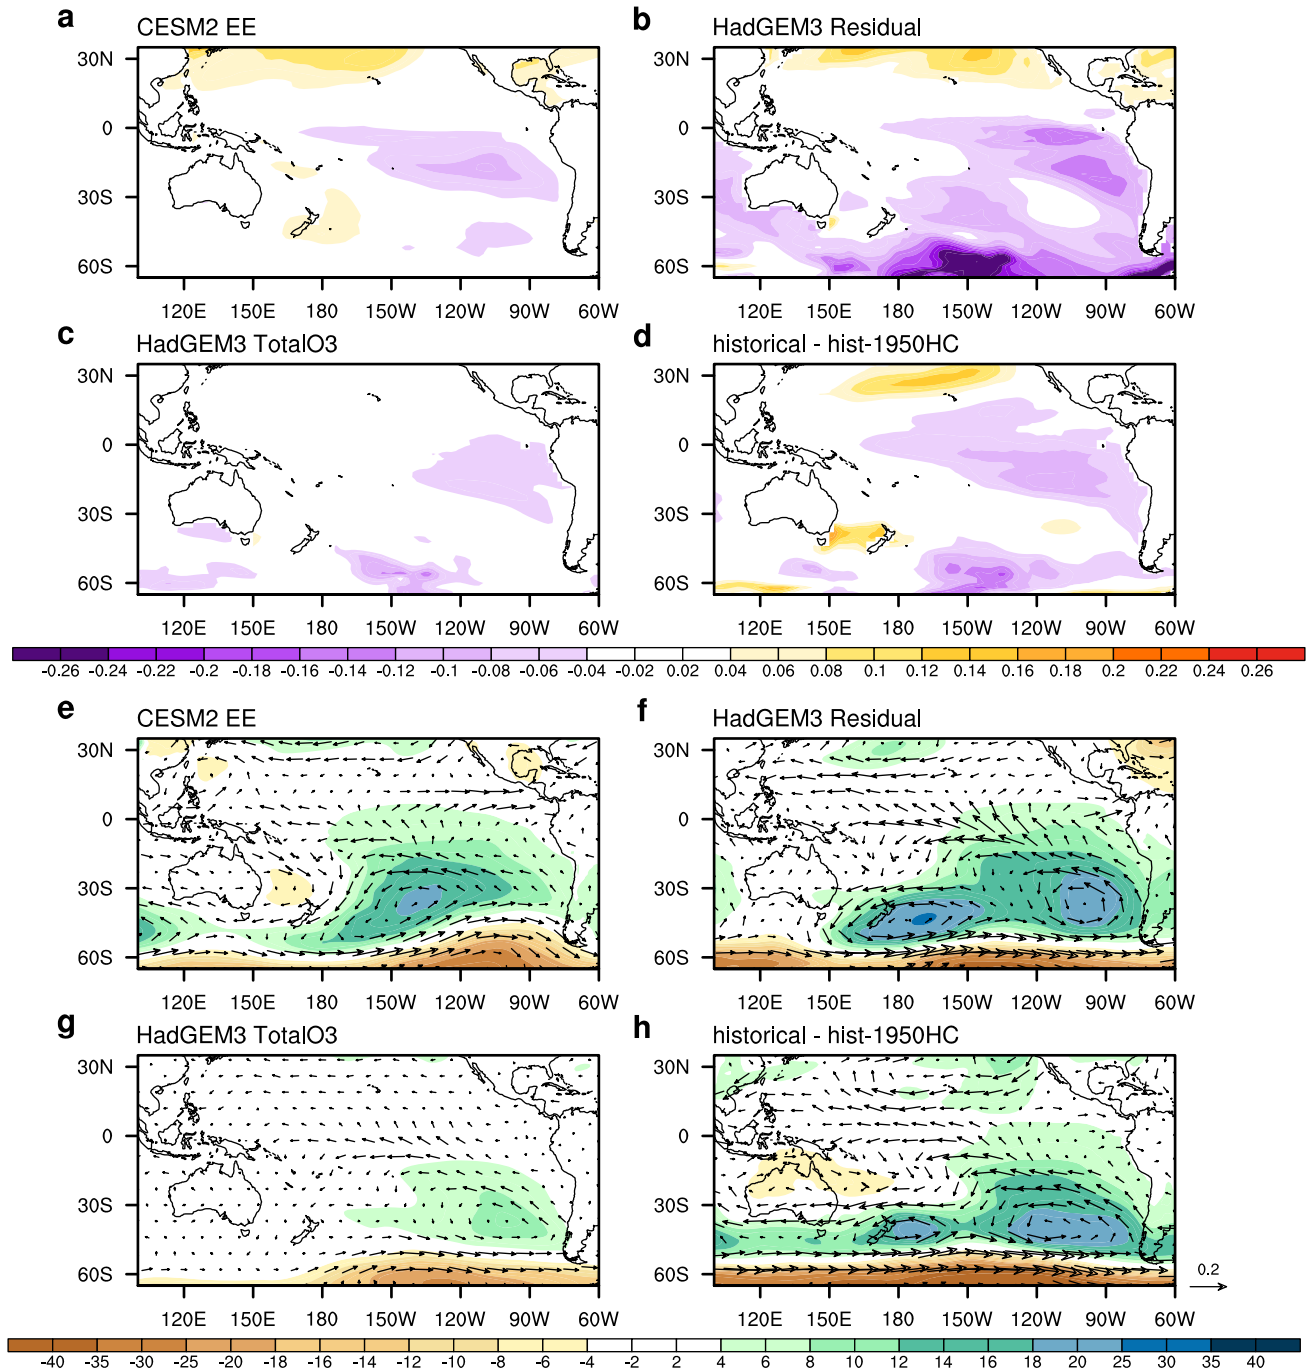 a CESM2 EE
b HadGEM3 Residual
30N
0
30S
60S
120E 150E 180 150W 120W 90W 60W
120E 150E 180 150W 120W 90W 60W
c HadGEM3 TotalO3
d historical - hist-1950HC
30N
0
30S
60S
30N
0
30S
60S
30N
0
30S
60S
120E 150E 180 150W 120W 90W 60W
120E 150E 180 150W 120W 90W 60W
-0.26 -0.24 -0.22 -0.2 -0.18 -0.16 -0.14 -0.12 -0.1 -0.08 -0.06 -0.04 -0.02 0.02 0.04 0.06 0.08 0.1 0.12 0.14 0.16 0.18 0.2 0.22 0.24 0.26
e CESM2 EE
f HadGEM3 Residual
30N
0
30S
60S
30N
0
30S
60S
120E 150E 180 150W 120W 90W 60W
120E 150E 180 150W 120W 90W 60W
g HadGEM3 TotalO3
h historical - hist-1950HC
30N
0
30S
60S
30N
0
30S
60S
0.2
120E 150E 180 150W 120W 90W 60W
120E 150E 180 150W 120W 90W 60W
-40 -35 -30 -25 -20 -18 -16 -14 -12 -10 -8 -6 -4 -2 2 4 6 8 10 12 14 16 18 20 25 30 35 40